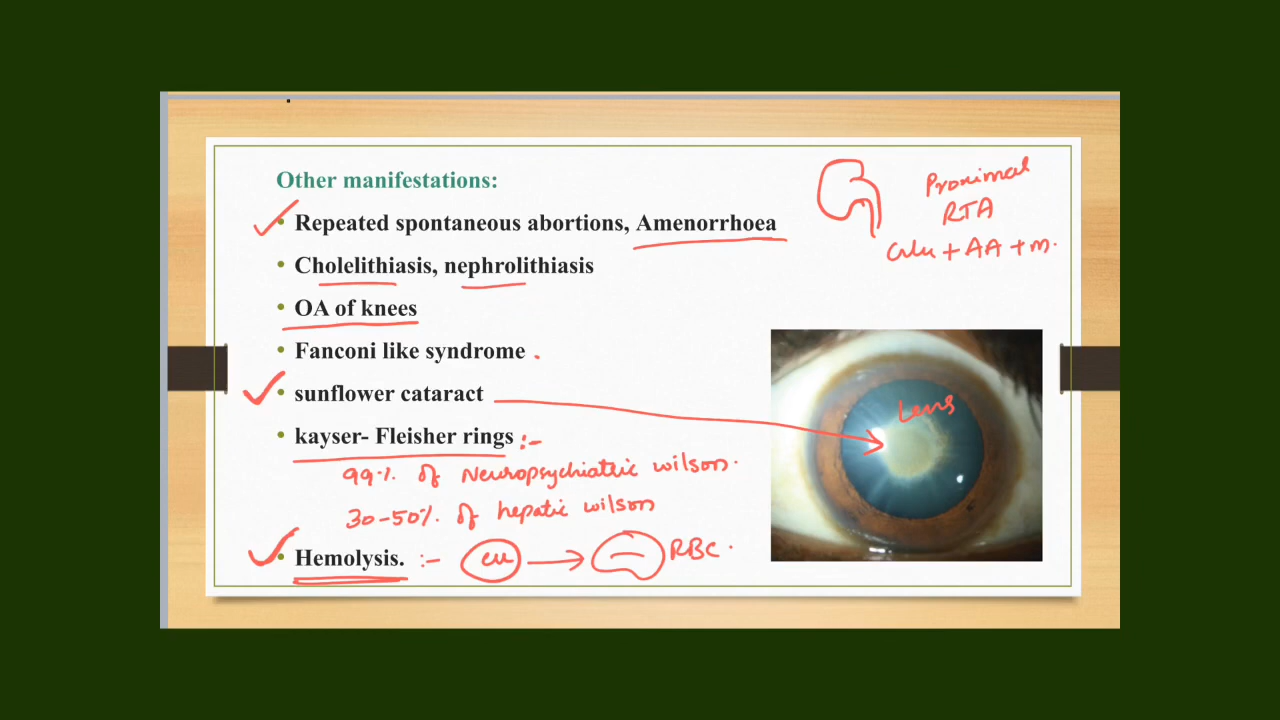 Other manifestations:
• Repeated spontaneous abortions, Amenorrhoea
• Cholelithiasis, nephrolithiasis
• OA of knees
• Fanconi like syndrome .
• sunflower cataract
• kayser- Fleisher rings :-
99%. of Neuropsychiatric wilson.
30-50%. of hepatic wilson
• Hemolysis. :- cu → RBC.
Proximal
RTA
Glu + AA + m.
Lens